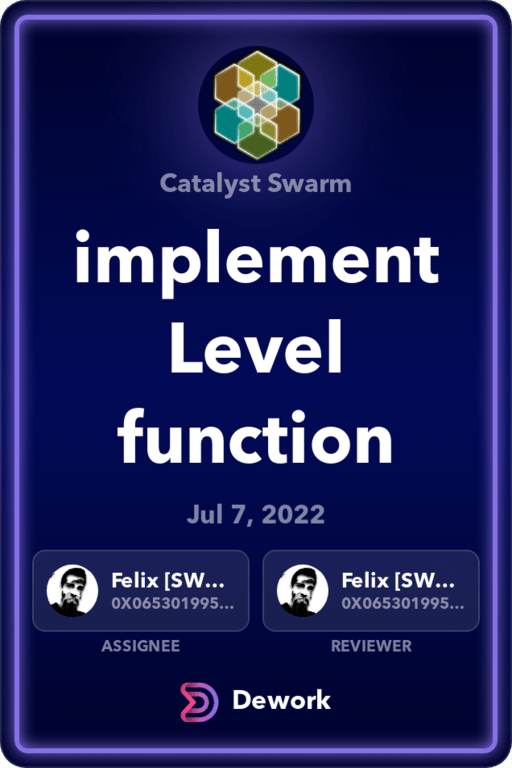 Catalyst Swarm
implement
Level
function
Jul 7, 2022
Felix [SW...
0X065301995...
ASSIGNEE
Felix [SW...
0X065301995...
REVIEWER
Dework